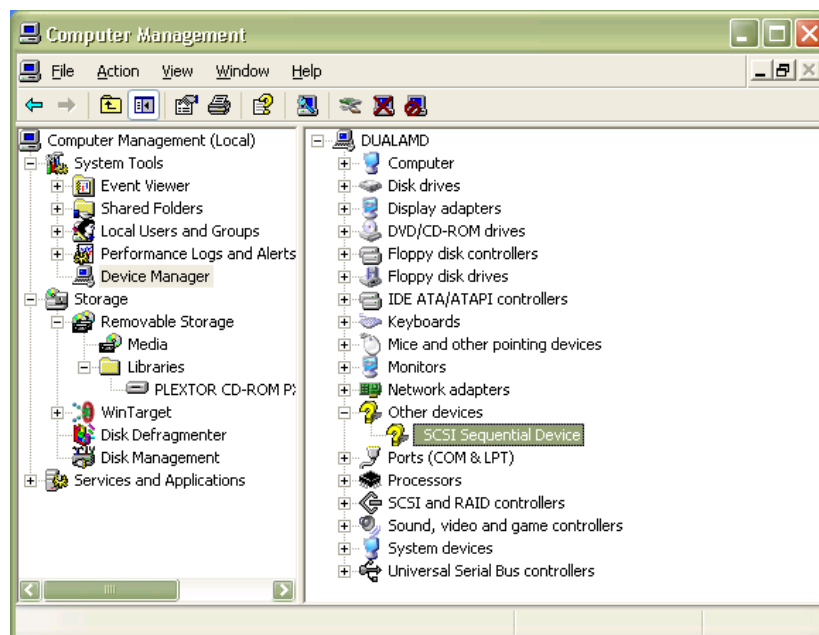 Computer Management
File Action View Window Help
Computer Management (Local)
System Tools
Event Viewer
Shared Folders
Local Users and Groups
Performance Logs and Alerts
Device Manager
Storage
Removable Storage
Media
Libraries
PLEXTOR CD-ROM PX
WinTarget
Disk Defragmenter
Disk Management
Services and Applications
DUALAMD
Computer
Disk drives
Display adapters
DVD/CD-ROM drives
Floppy disk controllers
Floppy disk drives
IDE ATA/ATAPI controllers
Keyboards
Mice and other pointing devices
Monitors
Network adapters
Other devices
SCSI Sequential Device
Ports (COM & LPT)
Processors
SCSI and RAID controllers
Sound, video and game controllers
System devices
Universal Serial Bus controllers